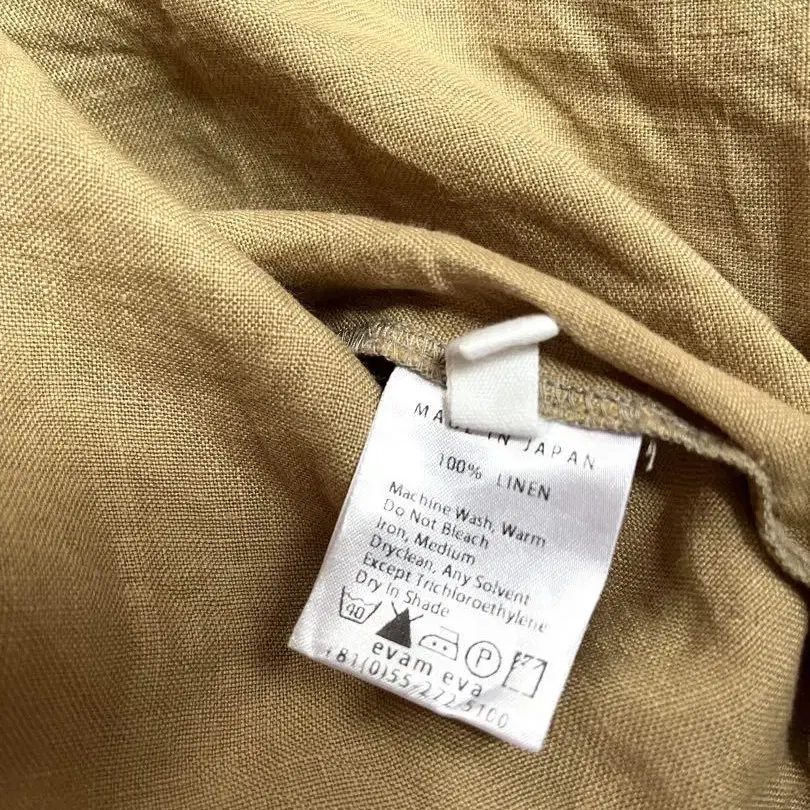 MADE IN JAPAN
100% LINEN
Machine Wash, Warm
Do Not Bleach
Iron, Medium
Dryclean, Any Solvent
Except Trichloroethylene
Dry In Shade
40 P
evam eva
+81(0)55/272/5100